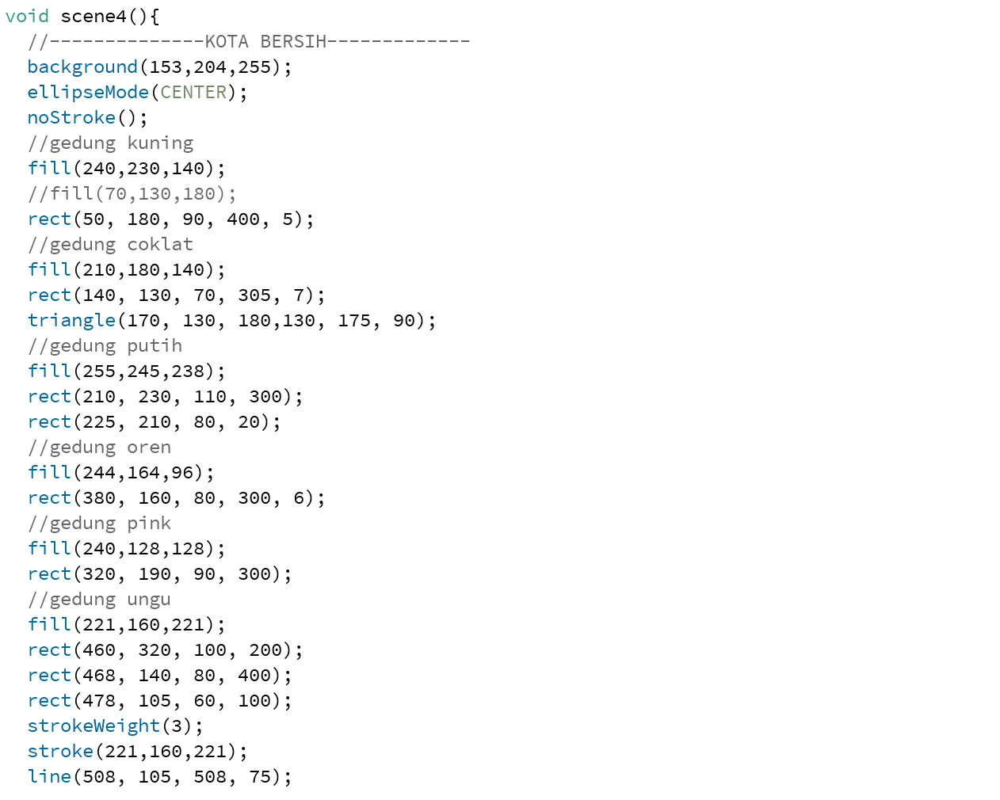 void scene4(){
  //--------------KOTA BERSIH-------------
  background(153,204,255);
  ellipseMode(CENTER);
  noStroke();
  //gedung kuning
  fill(240,230,140);
  //fill(70,130,180);
  rect(50, 180, 90, 400, 5);
  //gedung coklat
  fill(210,180,140);
  rect(140, 130, 70, 305, 7);
  triangle(170, 130, 180,130, 175, 90);
  //gedung putih
  fill(255,245,238);
  rect(210, 230, 110, 300);
  rect(225, 210, 80, 20);
  //gedung oren
  fill(244,164,96);
  rect(380, 160, 80, 300, 6);
  //gedung pink
  fill(240,128,128);
  rect(320, 190, 90, 300);
  //gedung ungu
  fill(221,160,221);
  rect(460, 320, 100, 200);
  rect(468, 140, 80, 400);
  rect(478, 105, 60, 100);
  strokeWeight(3);
  stroke(221,160,221);
  line(508, 105, 508, 75);